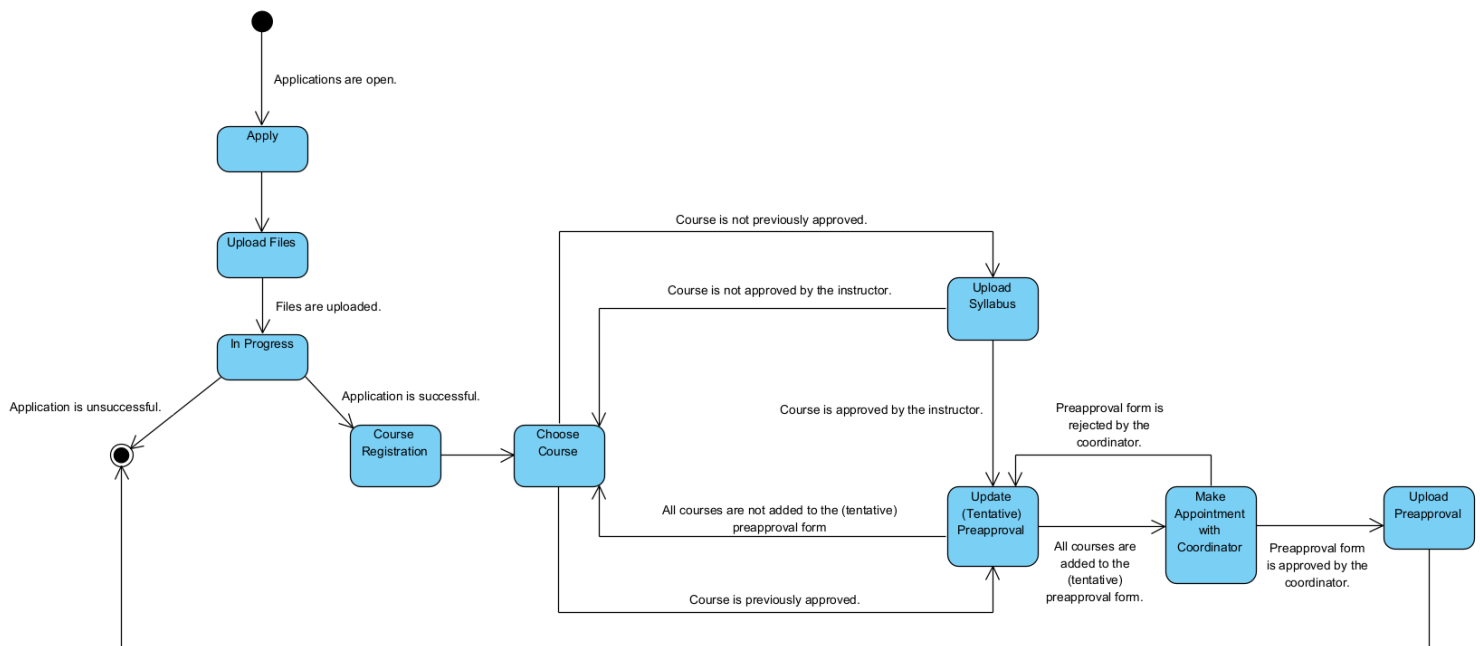 Applications are open.
Apply
Upload Files
Files are uploaded.
In Progress
Application is unsuccessful.
Application is successful.
Course
Registration
Choose
Course
Course is not previously approved.
Upload
Syllabus
Course is not approved by the instructor.
Course is approved by the instructor.
All courses are not added to the (tentative)
preapproval form
Course is previously approved.
Update
(Tentative)
Preapproval
Preapproval form is
rejected by the
coordinator.
All courses are
added to the
(tentative)
preapproval form.
Make
Appointment
with
Coordinator
Preapproval form
is approved by the
coordinator.
Upload
Preapproval